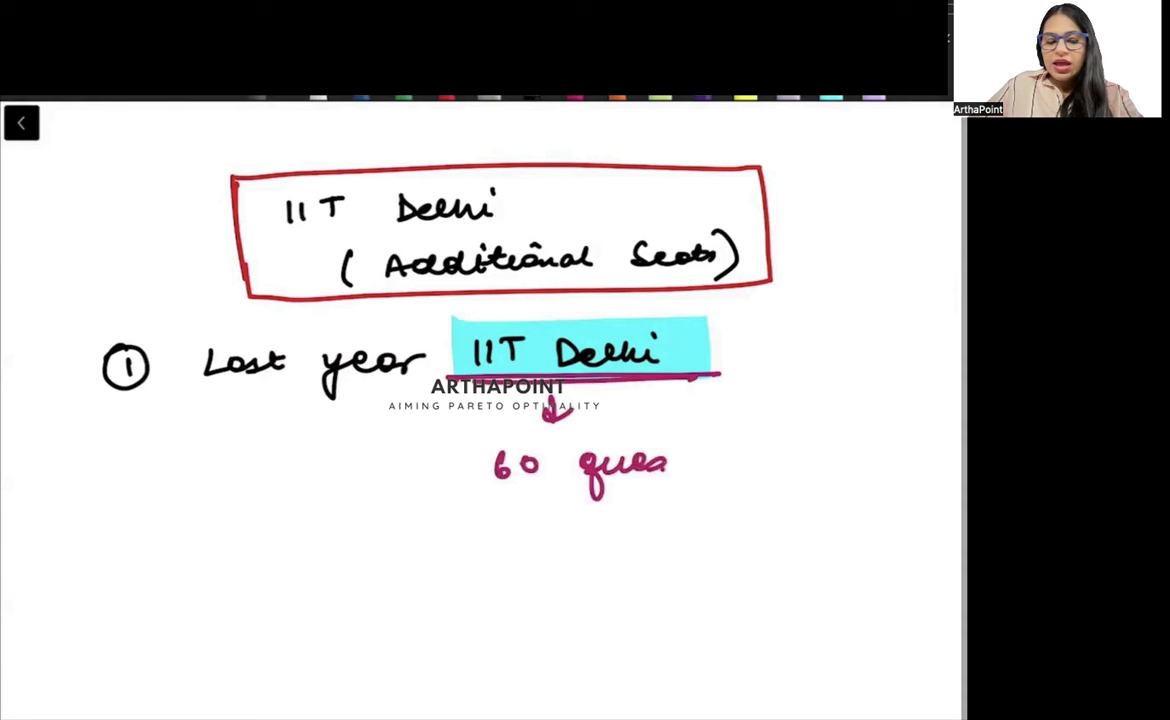 ArthaPoint
IIT Delhi
(Additional Seats)
① Last year IIT Delhi
ARTHAPOINT
AIMING PARETO OPTIMALITY
60 ques